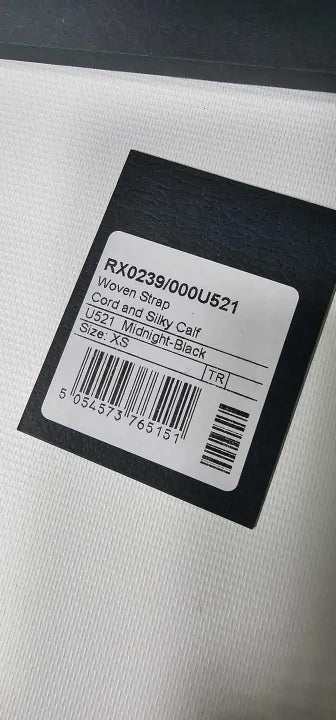 RX0239/000U521
Woven Strap
Cord and Silky Calf
U521 Midnight-Black
Size: XS
TR
5 054573 765151